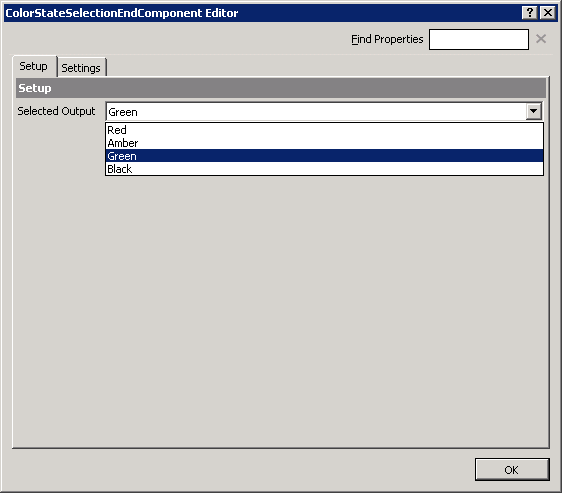 ColorStateSelectionEndComponent Editor
Find Properties
Setup Settings
Setup
Selected Output Green
Red
Amber
Green
Black
OK